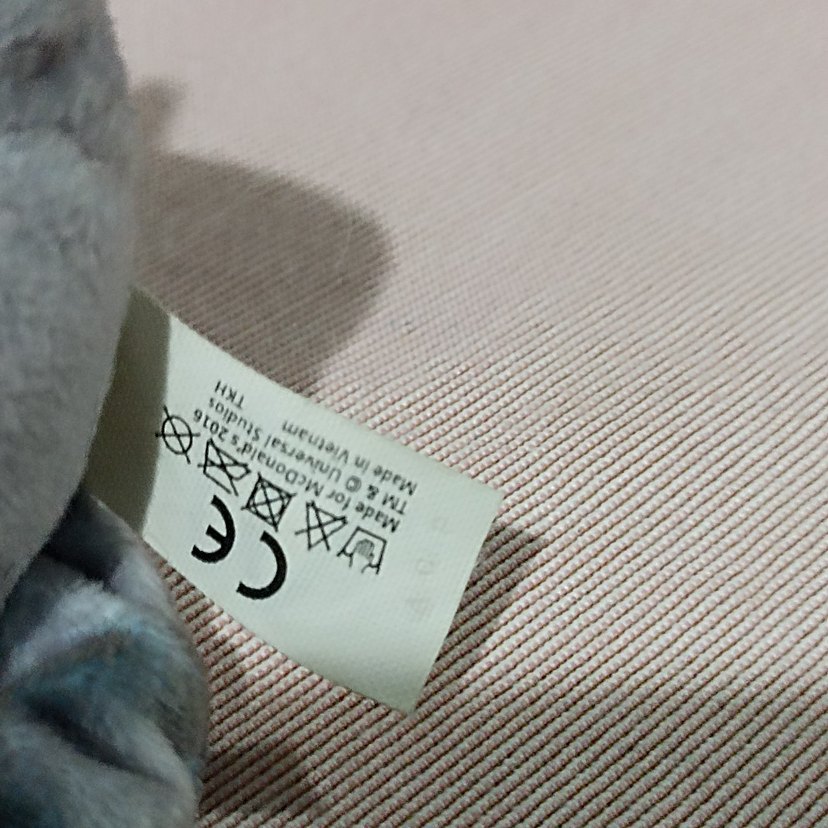 CE
Made for McDonald's 2016
TM & © Universal Studios
Made in Vietnam
TKH